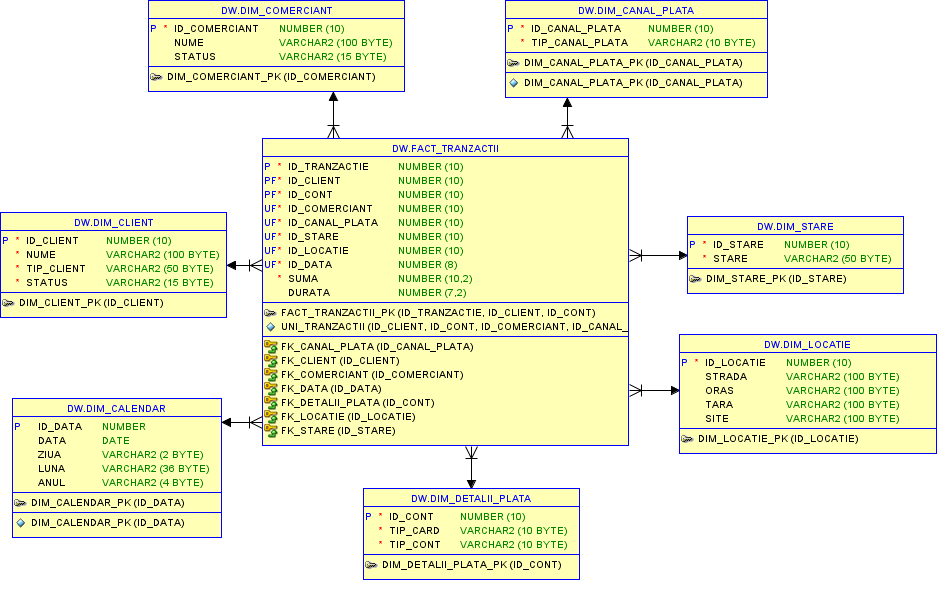 DW.DIM_COMERCIANT
P * ID_COMERCIANT NUMBER (10)
NUME VARCHAR2 (100 BYTE)
STATUS VARCHAR2 (15 BYTE)
DIM_COMERCIANT_PK (ID_COMERCIANT)
DW.DIM_CANAL_PLATA
P * ID_CANAL_PLATA NUMBER (10)
* TIP_CANAL_PLATA VARCHAR2 (10 BYTE)
DIM_CANAL_PLATA_PK (ID_CANAL_PLATA)
DIM_CANAL_PLATA_PK (ID_CANAL_PLATA)
DW.FACT_TRANZACTII
P * ID_TRANZACTIE NUMBER (10)
PF* ID_CLIENT NUMBER (10)
PF* ID_CONT NUMBER (10)
UF* ID_COMERCIANT NUMBER (10)
UF* ID_CANAL_PLATA NUMBER (10)
UF* ID_STARE NUMBER (10)
UF* ID_LOCATIE NUMBER (10)
UF* ID_DATA NUMBER (8)
* SUMA NUMBER (10,2)
DURATA NUMBER (7,2)
FACT_TRANZACTII_PK (ID_TRANZACTIE, ID_CLIENT, ID_CONT)
UNI_TRANZACTII (ID_CLIENT, ID_CONT, ID_COMERCIANT, ID_CANAL_
FK_CANAL_PLATA (ID_CANAL_PLATA)
FK_CLIENT (ID_CLIENT)
FK_COMERCIANT (ID_COMERCIANT)
FK_DATA (ID_DATA)
FK_DETALII_PLATA (ID_CONT)
FK_LOCATIE (ID_LOCATIE)
FK_STARE (ID_STARE)
DW.DIM_CLIENT
P * ID_CLIENT NUMBER (10)
* NUME VARCHAR2 (100 BYTE)
* TIP_CLIENT VARCHAR2 (50 BYTE)
* STATUS VARCHAR2 (15 BYTE)
DIM_CLIENT_PK (ID_CLIENT)
DW.DIM_STARE
P * ID_STARE NUMBER (10)
* STARE VARCHAR2 (50 BYTE)
DIM_STARE_PK (ID_STARE)
DW.DIM_LOCATIE
P * ID_LOCATIE NUMBER (10)
STRADA VARCHAR2 (100 BYTE)
ORAS VARCHAR2 (100 BYTE)
TARA VARCHAR2 (100 BYTE)
SITE VARCHAR2 (100 BYTE)
DIM_LOCATIE_PK (ID_LOCATIE)
DW.DIM_CALENDAR
P ID_DATA NUMBER
DATA DATE
ZIUA VARCHAR2 (2 BYTE)
LUNA VARCHAR2 (36 BYTE)
ANUL VARCHAR2 (4 BYTE)
DIM_CALENDAR_PK (ID_DATA)
DIM_CALENDAR_PK (ID_DATA)
DW.DIM_DETALII_PLATA
P * ID_CONT NUMBER (10)
* TIP_CARD VARCHAR2 (10 BYTE)
* TIP_CONT VARCHAR2 (10 BYTE)
DIM_DETALII_PLATA_PK (ID_CONT)